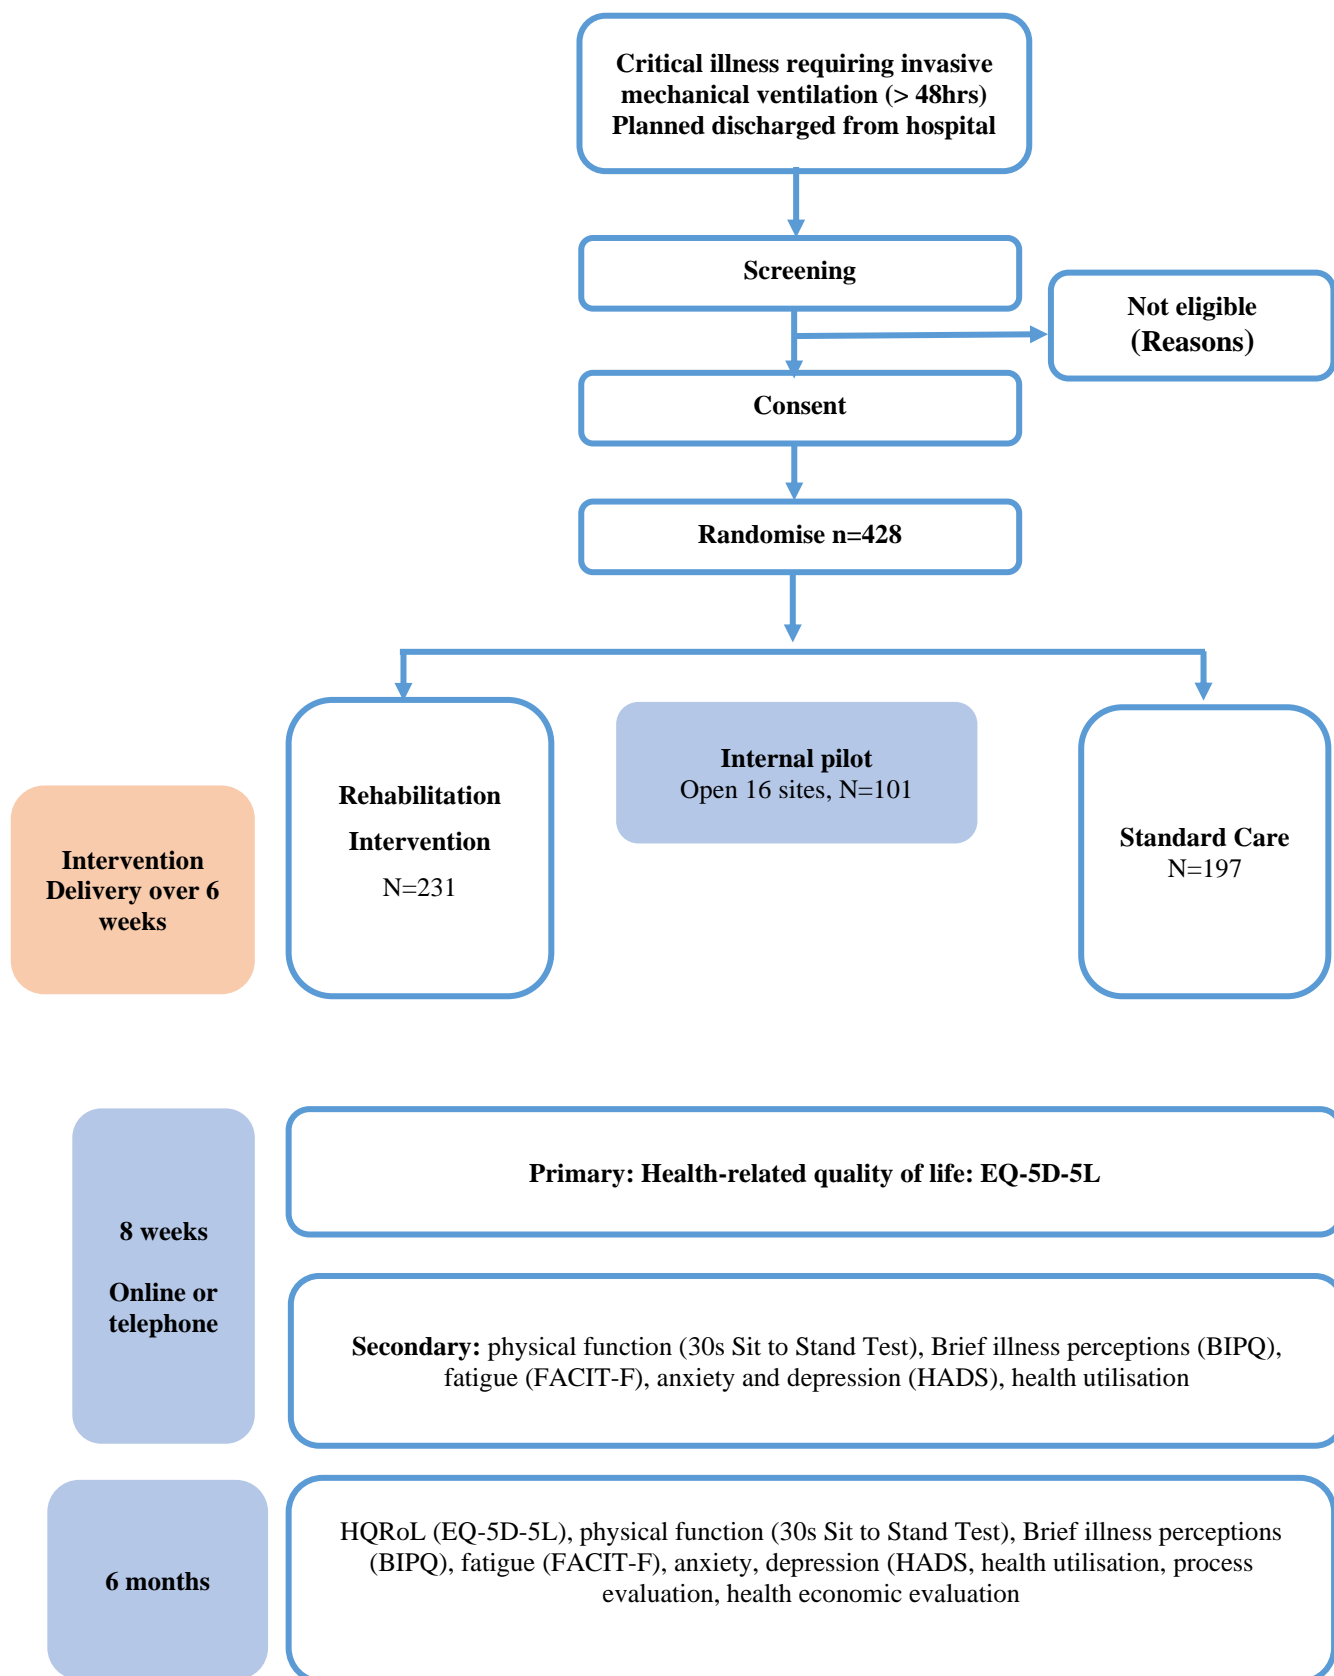 Critical illness requiring invasive
mechanical ventilation (> 48hrs)
Planned discharged from hospital
Screening
Not eligible
(Reasons)
Consent
Randomise n=428
Rehabilitation
Intervention
N=231
Internal pilot
Open 16 sites, N=101
Standard Care
N=197
Intervention
Delivery over 6
weeks
8 weeks
Online or
telephone
Primary: Health-related quality of life: EQ-5D-5L
Secondary: physical function (30s Sit to Stand Test), Brief illness perceptions (BIPQ),
fatigue (FACIT-F), anxiety and depression (HADS), health utilisation
6 months
HQRoL (EQ-5D-5L), physical function (30s Sit to Stand Test), Brief illness perceptions
(BIPQ), fatigue (FACIT-F), anxiety, depression (HADS, health utilisation, process
evaluation, health economic evaluation